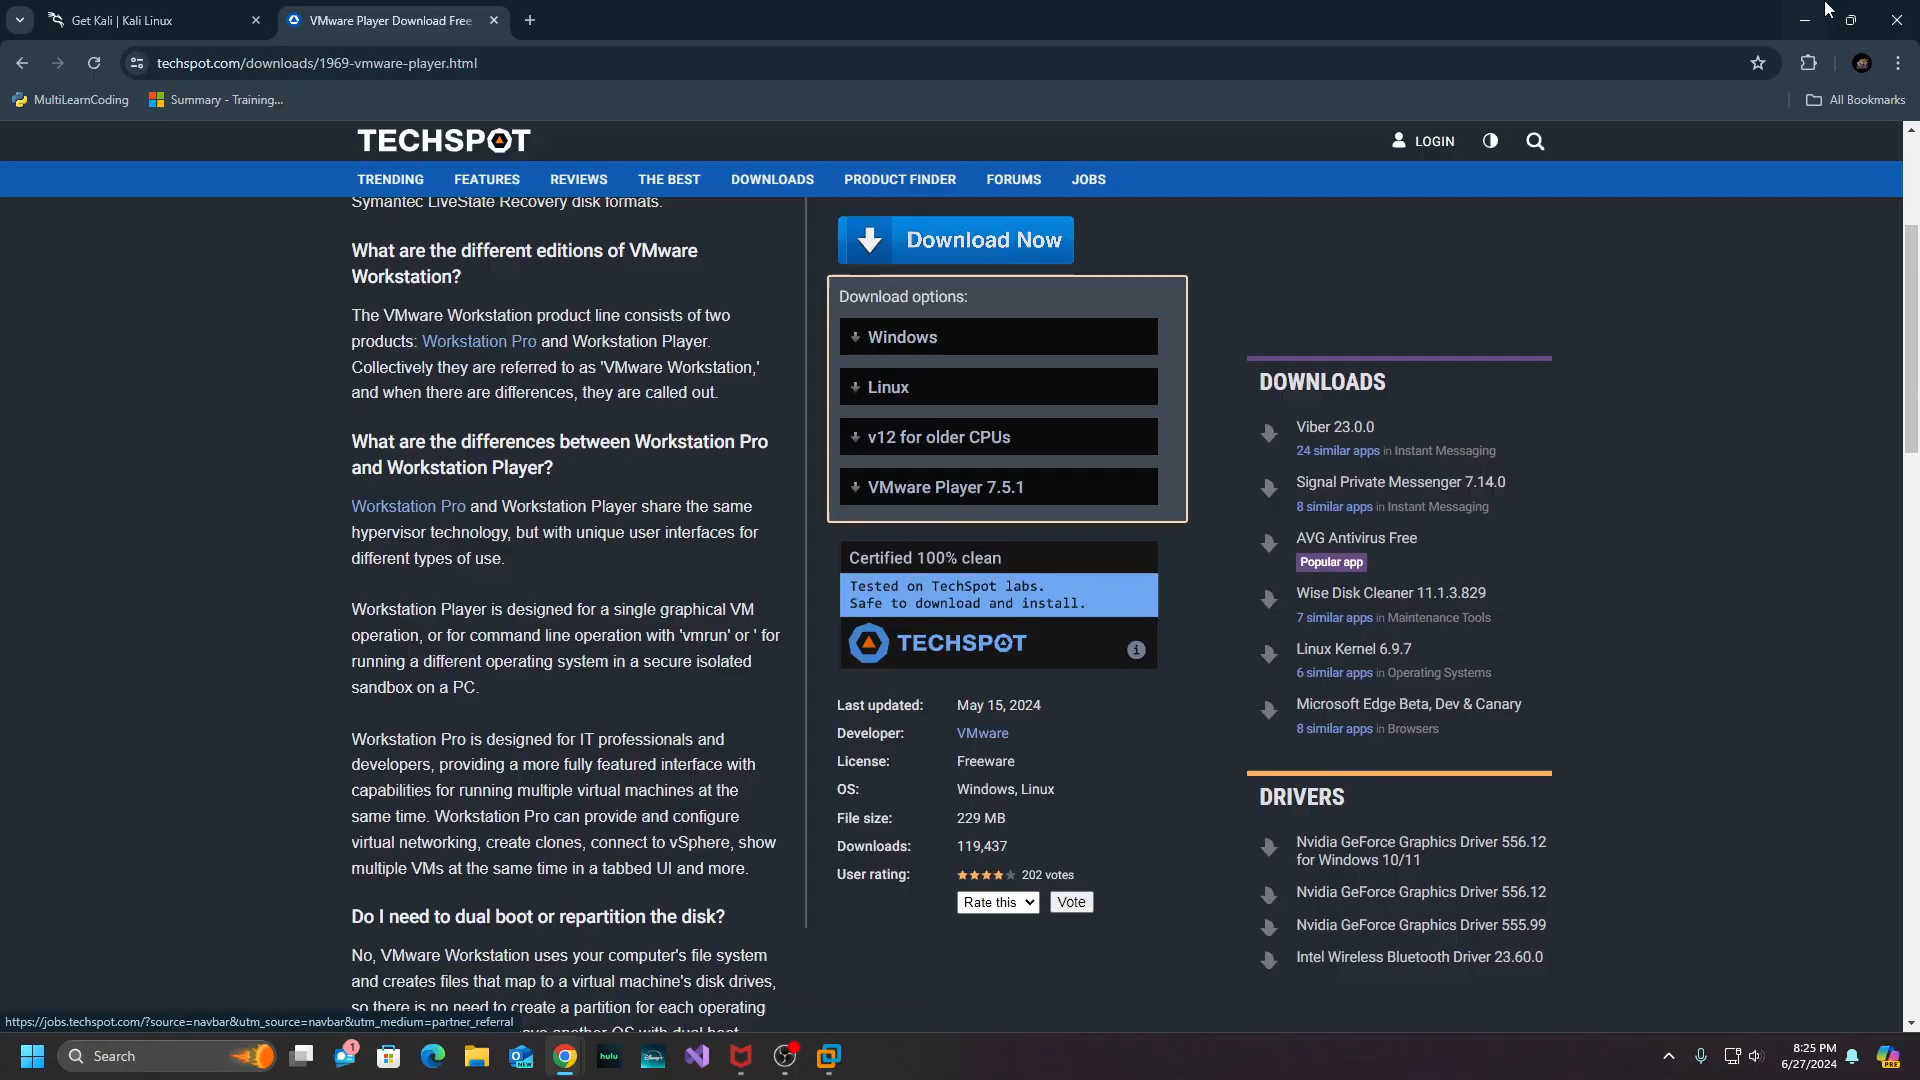 Get Kali | Kali Linux
VMware Player Download Free
techspot.com/downloads/1969-vmware-player.html
MultiLearnCoding
Summary - Training...
All Bookmarks
TECHSPOT
LOGIN
TRENDING
FEATURES
REVIEWS
THE BEST
DOWNLOADS
PRODUCT FINDER
FORUMS
JOBS
Symantec LiveState Recovery disk formats.
What are the different editions of VMware
Workstation?
The VMware Workstation product line consists of two
products: Workstation Pro and Workstation Player.
Collectively they are referred to as 'VMware Workstation,'
and when there are differences, they are called out.
What are the differences between Workstation Pro
and Workstation Player?
Workstation Pro and Workstation Player share the same
hypervisor technology, but with unique user interfaces for
different types of use.
Workstation Player is designed for a single graphical VM
operation, or for command line operation with 'vmrun' or ' for
running a different operating system in a secure isolated
sandbox on a PC.
Workstation Pro is designed for IT professionals and
developers, providing a more fully featured interface with
capabilities for running multiple virtual machines at the
same time. Workstation Pro can provide and configure
virtual networking, create clones, connect to vSphere, show
multiple VMs at the same time in a tabbed UI and more.
Do I need to dual boot or repartition the disk?
No, VMware Workstation uses your computer's file system
and creates files that map to a virtual machine's disk drives,
so there is no need to create a partition for each operating
Download Now
Download options:
Windows
Linux
v12 for older CPUs
VMware Player 7.5.1
Certified 100% clean
Tested on TechSpot labs.
Safe to download and install.
TECHSPOT
Last updated: May 15, 2024
Developer: VMware
License: Freeware
OS: Windows, Linux
File size: 229 MB
Downloads: 119,437
User rating: 202 votes
Rate this
Vote
DOWNLOADS
Viber 23.0.0
24 similar apps in Instant Messaging
Signal Private Messenger 7.14.0
8 similar apps in Instant Messaging
AVG Antivirus Free
Popular app
Wise Disk Cleaner 11.1.3.829
7 similar apps in Maintenance Tools
Linux Kernel 6.9.7
6 similar apps in Operating Systems
Microsoft Edge Beta, Dev & Canary
8 similar apps in Browsers
DRIVERS
Nvidia GeForce Graphics Driver 556.12
for Windows 10/11
Nvidia GeForce Graphics Driver 556.12
Nvidia GeForce Graphics Driver 555.99
Intel Wireless Bluetooth Driver 23.60.0
https://jobs.techspot.com/?source=navbar&utm_source=navbar&utm_medium=partner_referral
Search
1
NEW
hulu
PRE
8:25 PM
6/27/2024